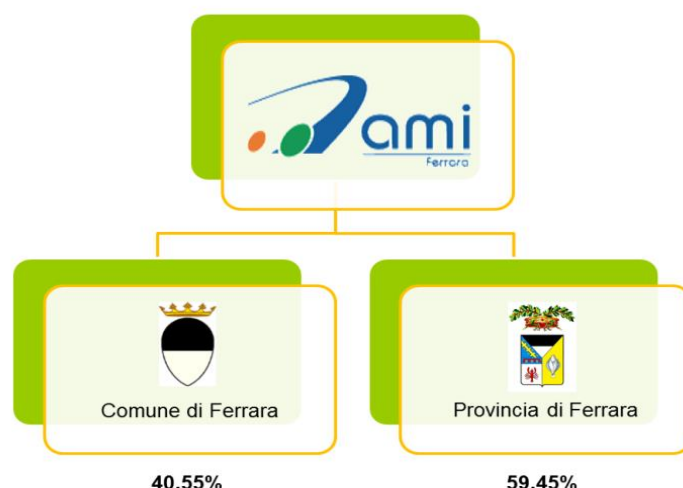 ami
Ferrara
Comune di Ferrara
Provincia di Ferrara
40,55%
59,45%